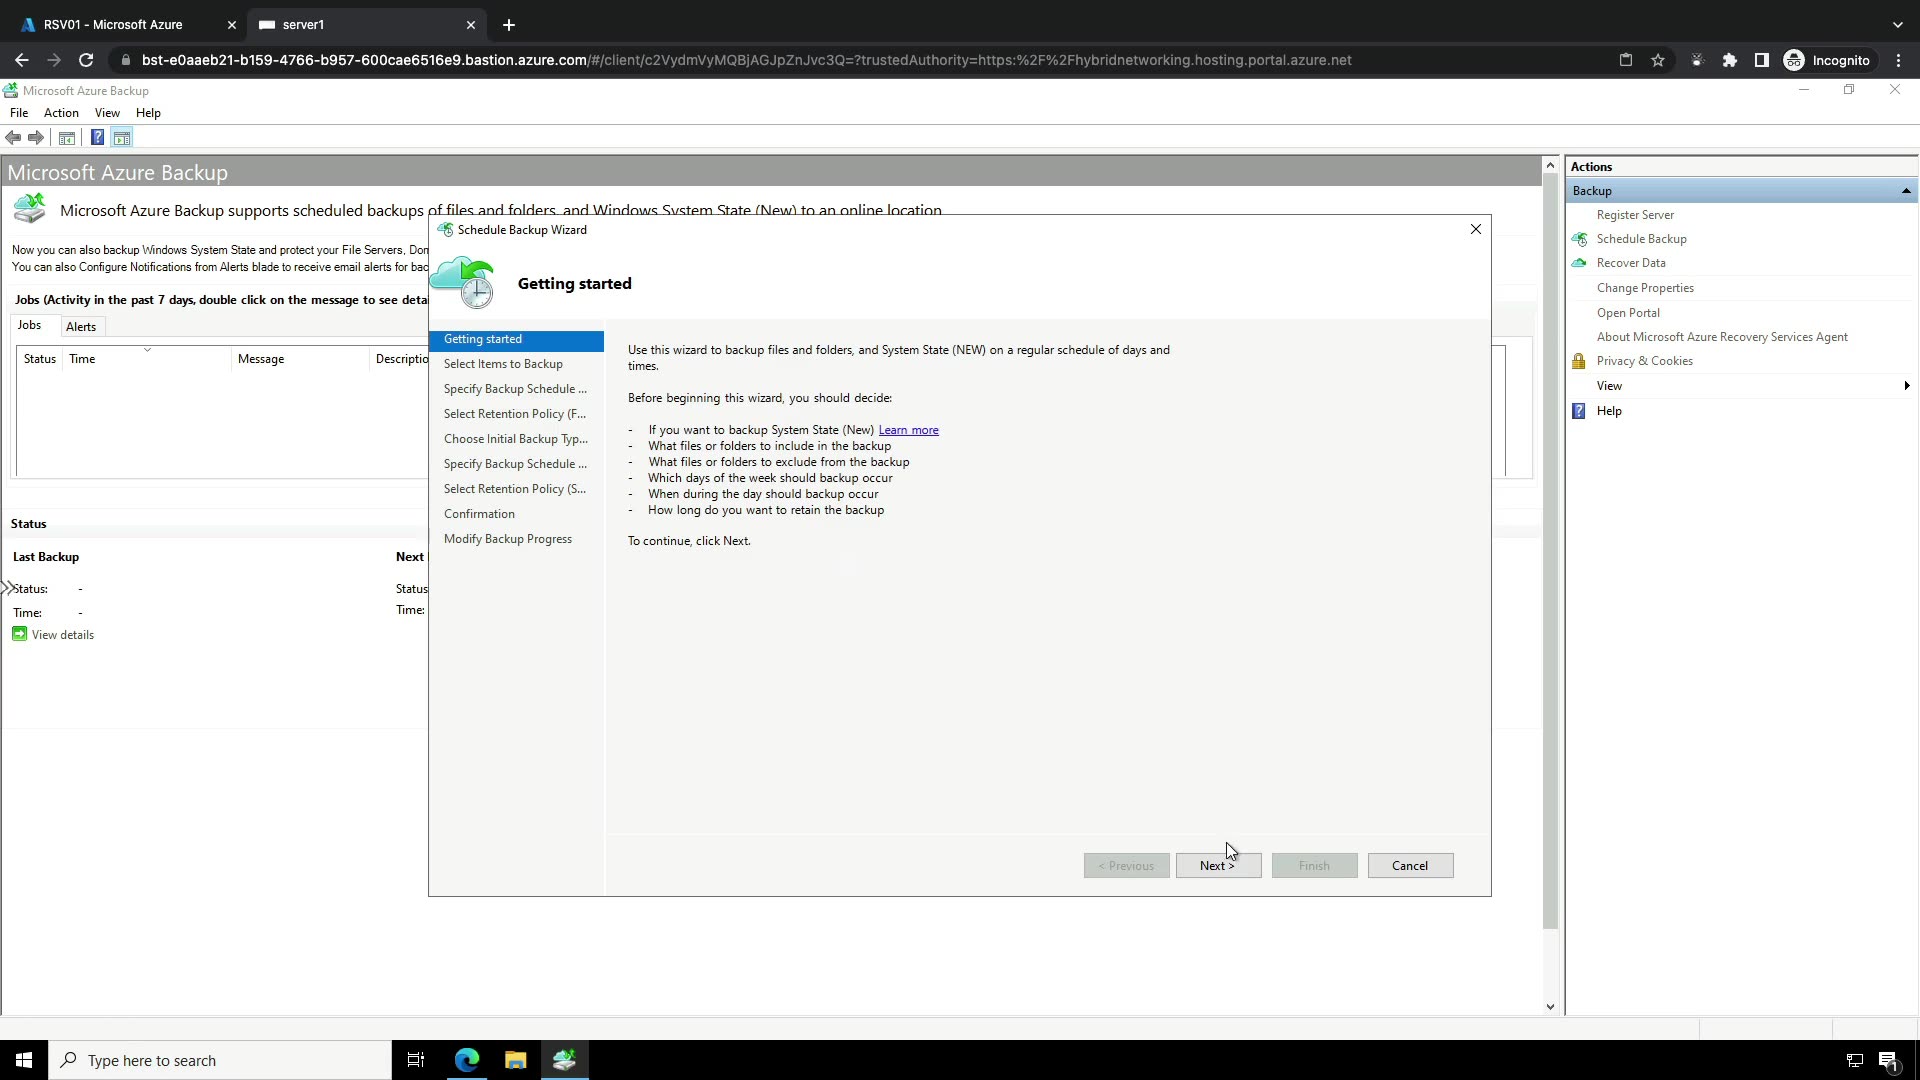 RSV01 - Microsoft Azure
server1
bst-e0aaeb21-b159-4766-b957-600cae6516e9.bastion.azure.com/#/client/c2VydmVyMQBjAGJpZnJvc3Q=?trustedAuthority=https:%2F%2Fhybridnetworking.hosting.portal.azure.net
Incognito
Microsoft Azure Backup
File Action View Help
Microsoft Azure Backup
Microsoft Azure Backup supports scheduled backups of files and folders, and Windows System State (New) to an online location
Now you can also backup Windows System State and protect your File Servers, Dom
You can also Configure Notifications from Alerts blade to receive email alerts for bac
Jobs (Activity in the past 7 days, double click on the message to see detai
Jobs Alerts
Status Time Message Descriptio
Status
Last Backup Next
Status: - Status
Time: - Time:
View details
Schedule Backup Wizard
Getting started
Getting started
Select Items to Backup
Specify Backup Schedule ...
Select Retention Policy (F...
Choose Initial Backup Typ...
Specify Backup Schedule ...
Select Retention Policy (S...
Confirmation
Modify Backup Progress
Use this wizard to backup files and folders, and System State (NEW) on a regular schedule of days and
times.
Before beginning this wizard, you should decide:
- If you want to backup System State (New) Learn more
- What files or folders to include in the backup
- What files or folders to exclude from the backup
- Which days of the week should backup occur
- When during the day should backup occur
- How long do you want to retain the backup
To continue, click Next.
< Previous Next > Finish Cancel
Actions
Backup
Register Server
Schedule Backup
Recover Data
Change Properties
Open Portal
About Microsoft Azure Recovery Services Agent
Privacy & Cookies
View
Help
Type here to search
1